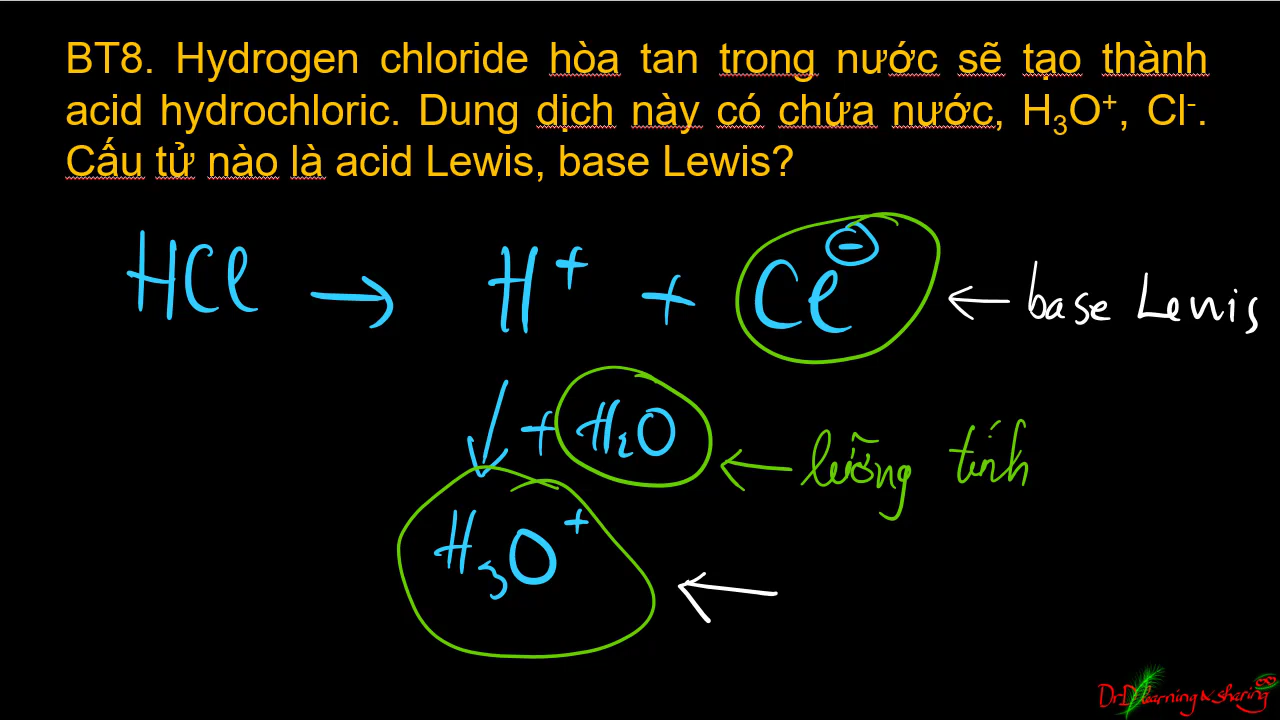 BT8. Hydrogen chloride hòa tan trong nước sẽ tạo thành
acid hydrochloric. Dung dịch này có chứa nước, H₃O⁺, Cl⁻.
Cấu tử nào là acid Lewis, base Lewis?
HCl → H⁺ + Cl⊖ ← base Lewis
↓ + H₂O ← lưỡng tính
H₃O⁺ ←
Dr.D-learning & sharing